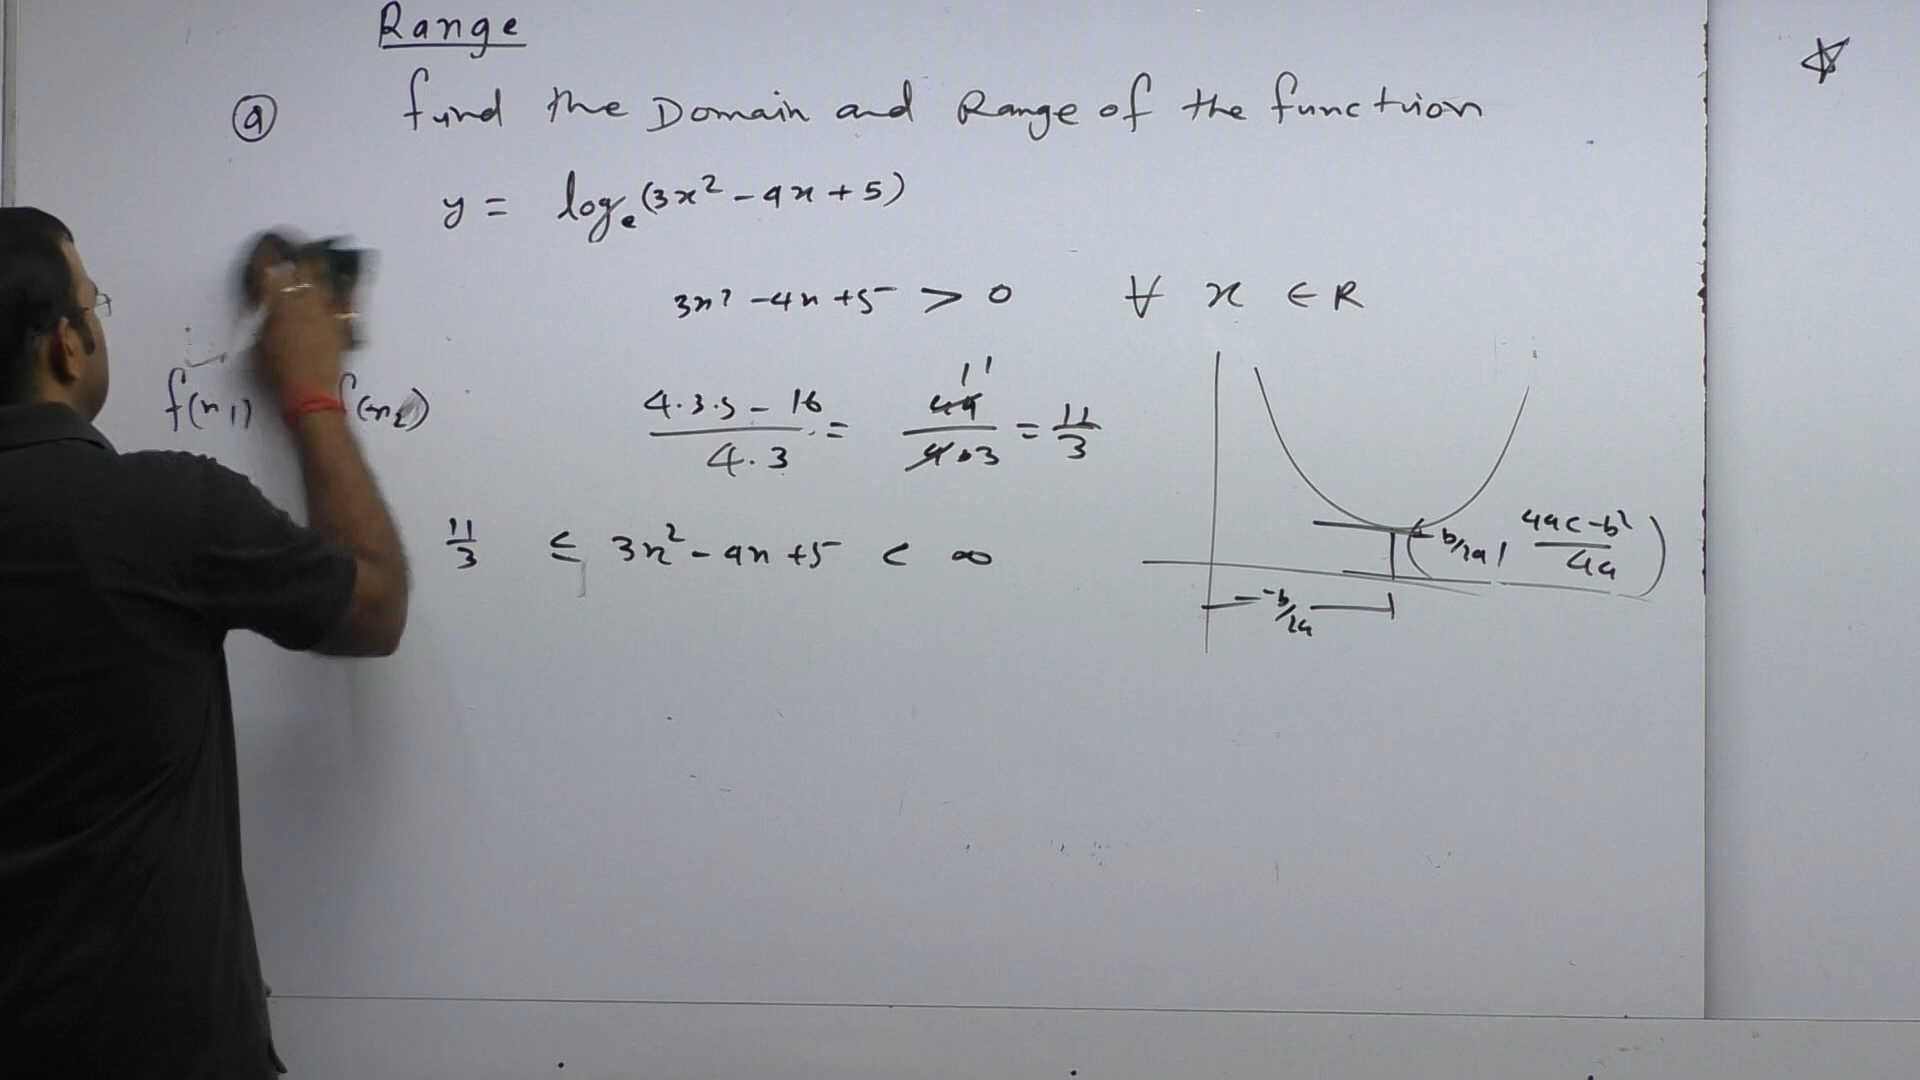 Range
(a) find the Domain and Range of the function
y = logₑ(3x² - 4x + 5)
3x² - 4x + 5 > 0 ∀ x ∈ R
f(x₁) f(x₂)
(4·3·5 - 16)/(4·3) = 44/(4·3) 11 = 11/3
11/3 ≤ 3x² - 4x + 5 < ∞
(-b/2a, (4ac - b²)/4a)
-b/2a